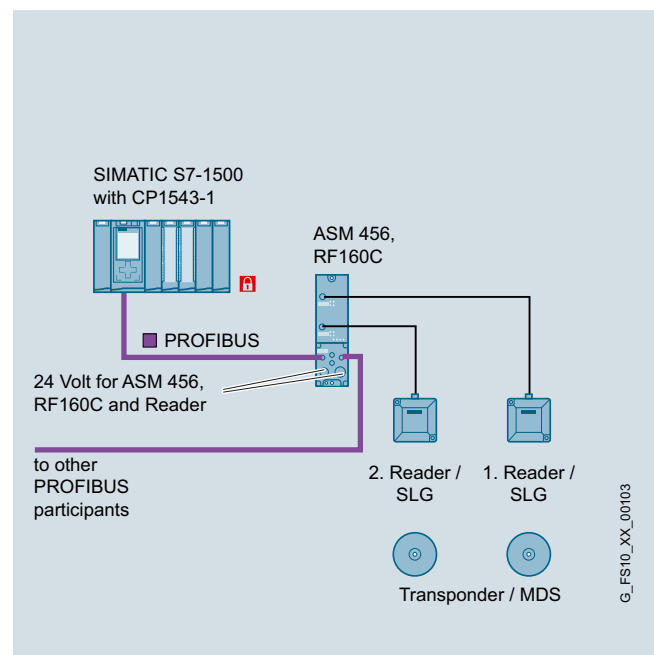 SIMATIC S7-1500
with CP1543-1
ASM 456,
RF160C
PROFIBUS
24 Volt for ASM 456,
RF160C and Reader
to other
PROFIBUS
participants
2. Reader /
SLG
1. Reader /
SLG
Transponder / MDS
G_FS10_XX_00103